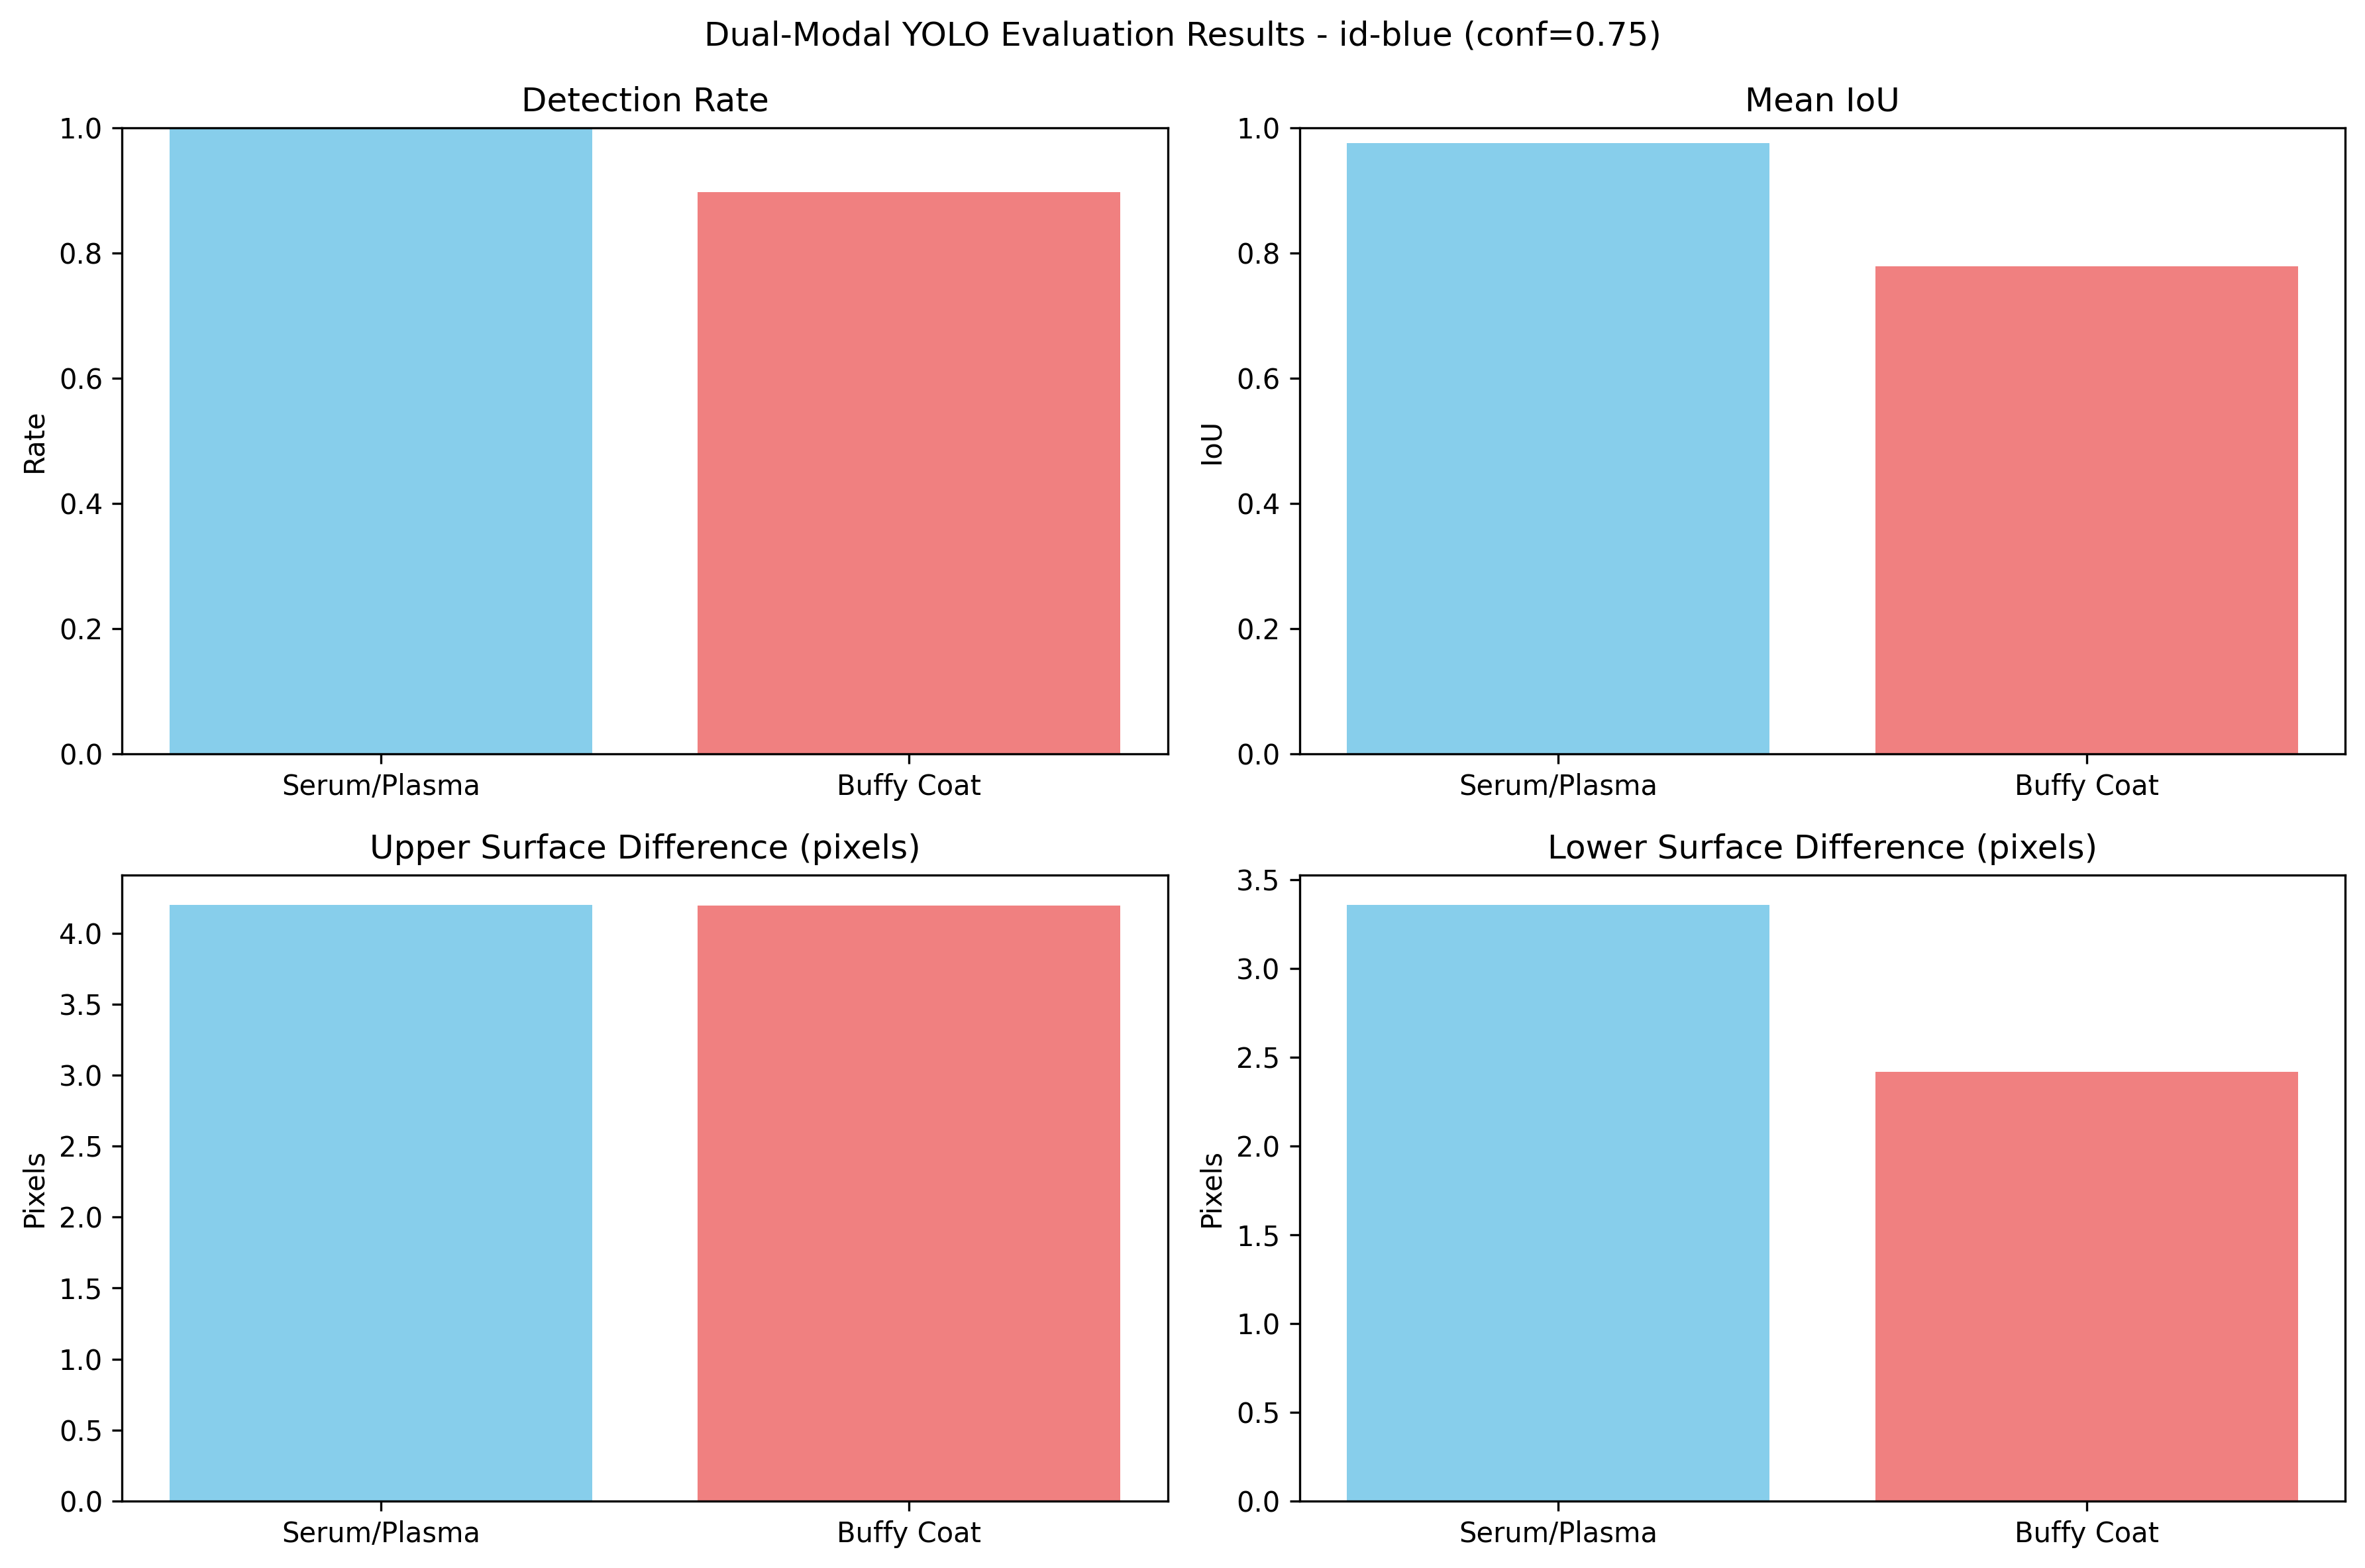 Dual-Modal YOLO Evaluation Results - id-blue (conf=0.75)
Detection Rate
Rate
1.0
0.8
0.6
0.4
0.2
0.0
Serum/Plasma
Buffy Coat
Mean IoU
IoU
1.0
0.8
0.6
0.4
0.2
0.0
Serum/Plasma
Buffy Coat
Upper Surface Difference (pixels)
Pixels
4.0
3.5
3.0
2.5
2.0
1.5
1.0
0.5
0.0
Serum/Plasma
Buffy Coat
Lower Surface Difference (pixels)
Pixels
3.5
3.0
2.5
2.0
1.5
1.0
0.5
0.0
Serum/Plasma
Buffy Coat